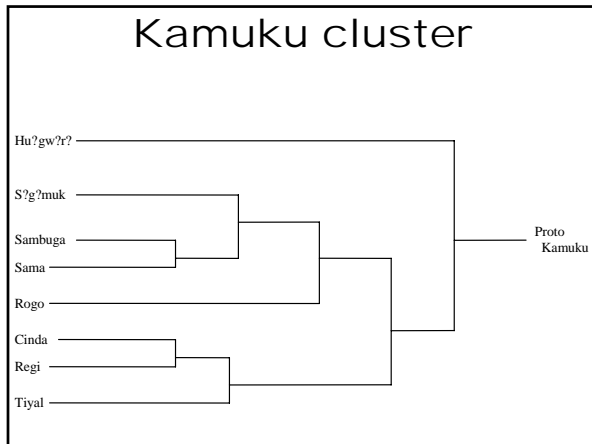 Kamuku cluster
Hu?gw?r?
S?g?muk
Sambuga
Sama
Rogo
Cinda
Regi
Tiyal
Proto
Kamuku